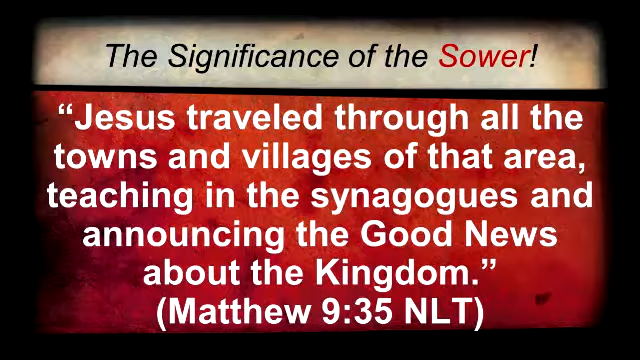 The Significance of the Sower!
“Jesus traveled through all the
towns and villages of that area,
teaching in the synagogues and
announcing the Good News
about the Kingdom.”
(Matthew 9:35 NLT)